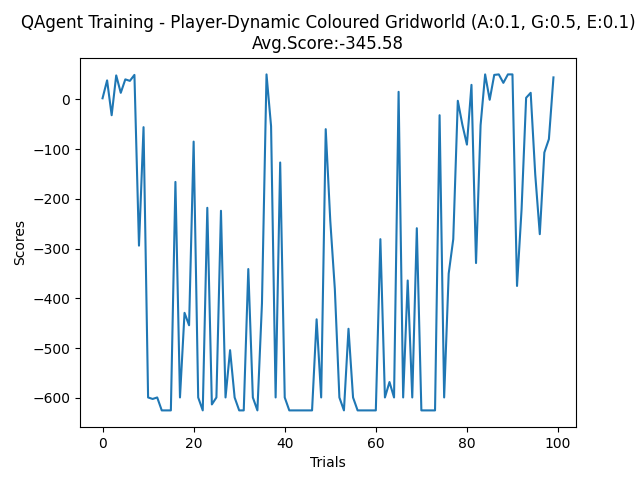 QAgent Training - Player-Dynamic Coloured Gridworld (A:0.1, G:0.5, E:0.1)
Avg.Score:-345.58
0
−100
−200
−300
−400
−500
−600
Scores
0 20 40 60 80 100
Trials